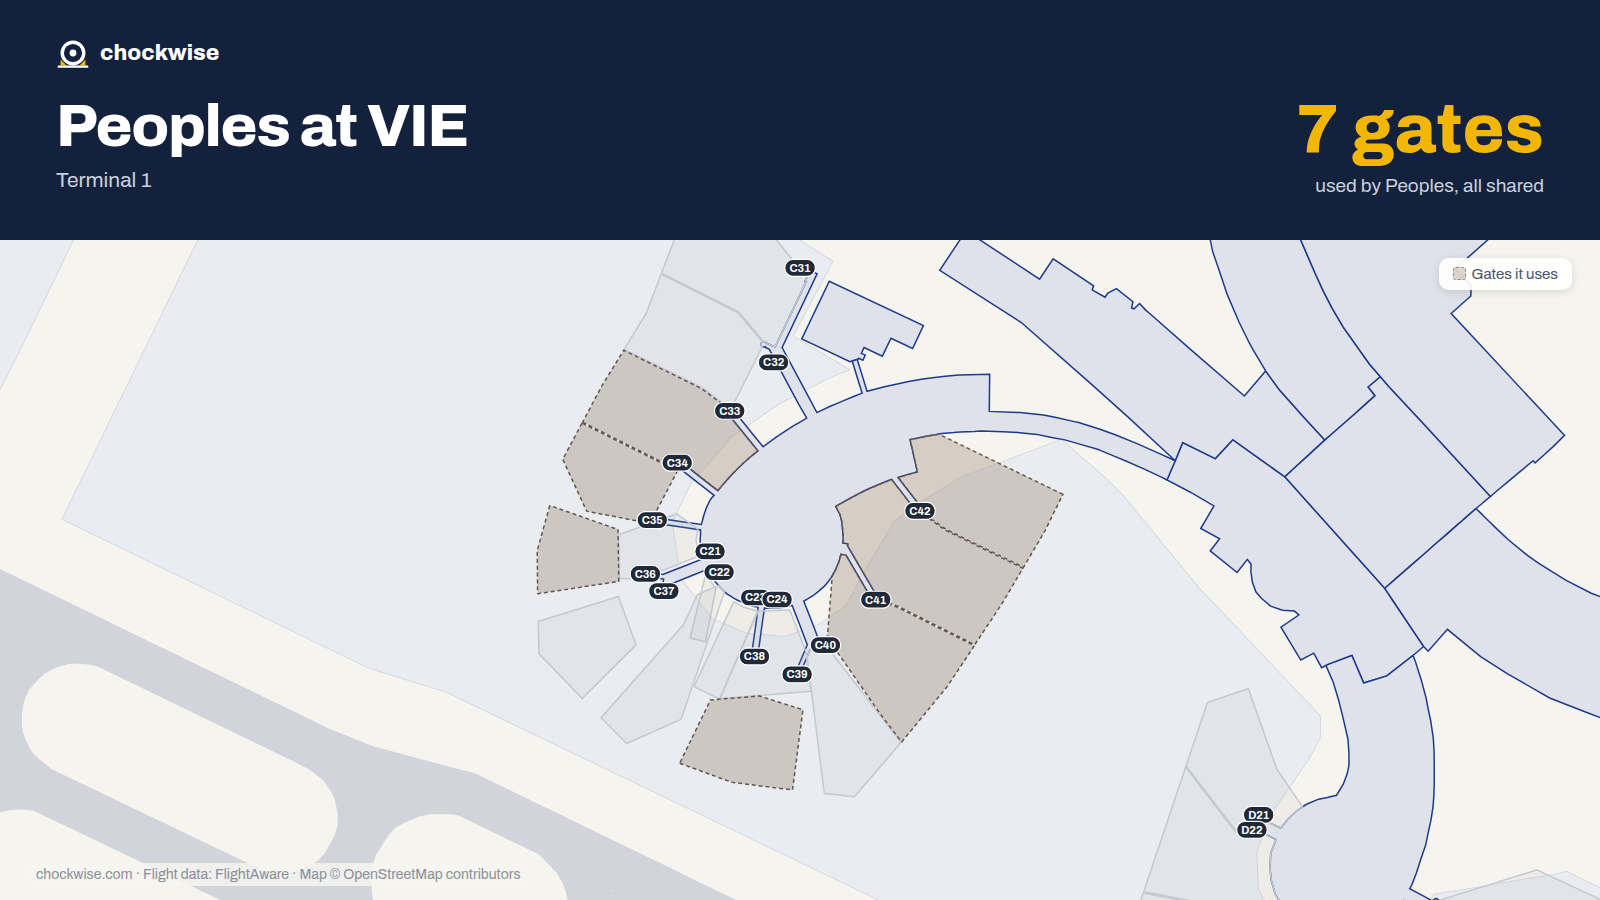 chockwise
Peoples at VIE
Terminal 1
7 gates
used by Peoples, all shared
Gates it uses
C31
C32
C33
C34
C35
C21
C36
C22
C37
C24
C38
C39
C40
C41
C42
D21
D22
chockwise.com · Flight data: FlightAware · Map © OpenStreetMap contributors